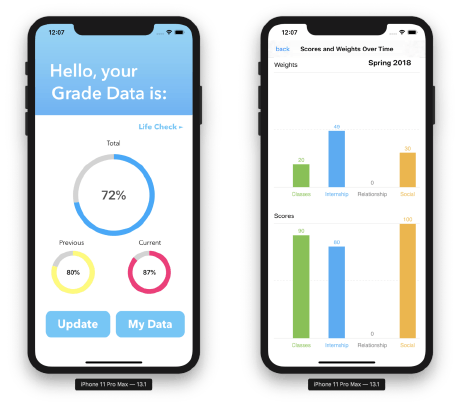 12:07
Hello, your
Grade Data is:
Life Check ▸
Total
72%
Previous
Current
80%
87%
Update
My Data
iPhone 11 Pro Max — 13.1
12:07
back
Scores and Weights Over Time
Weights
Spring 2018
20
49
0
30
Classes
Internship
Relationship
Social
Scores
90
80
0
100
Classes
Internship
Relationship
Social
iPhone 11 Pro Max — 13.1